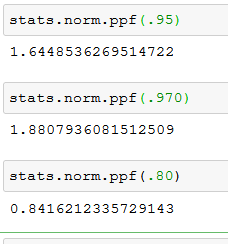 stats.norm.ppf(.95)
1.6448536269514722
stats.norm.ppf(.970)
1.8807936081512509
stats.norm.ppf(.80)
0.8416212335729143